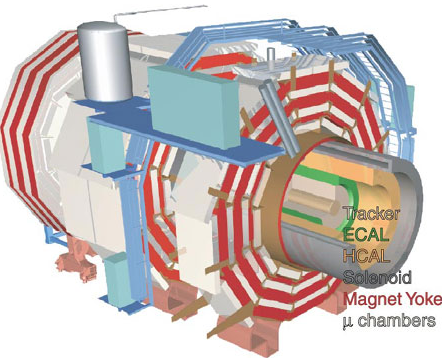 Tracker
ECAL
HCAL
Solenoid
Magnet Yoke
μ chambers